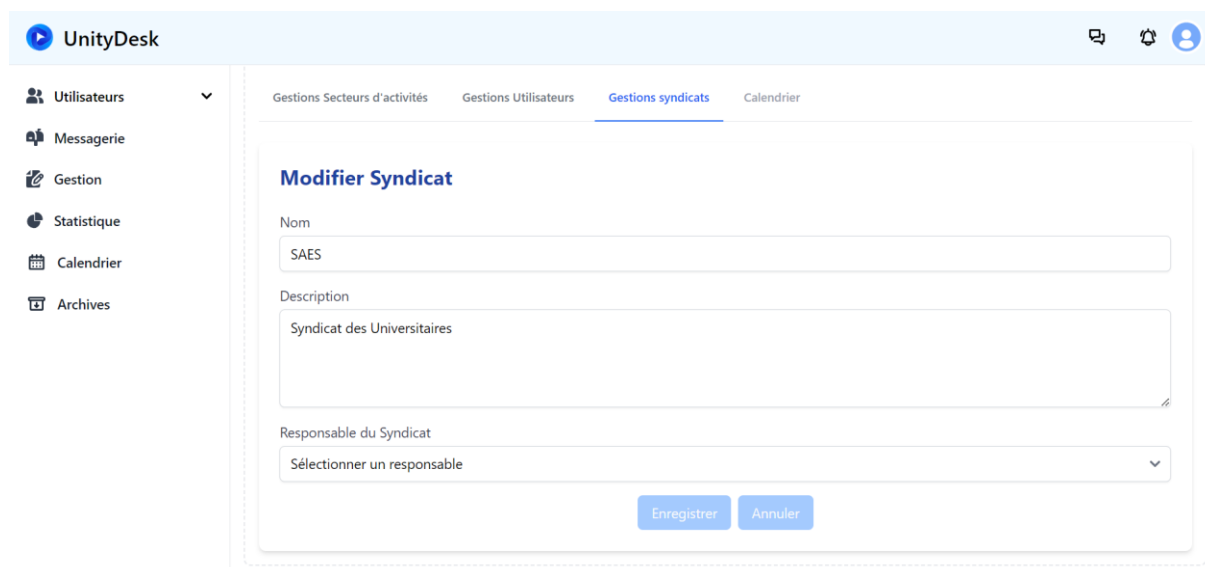 UnityDesk
Utilisateurs
Messagerie
Gestion
Statistique
Calendrier
Archives
Gestions Secteurs d'activités Gestions Utilisateurs Gestions syndicats Calendrier
Modifier Syndicat
Nom
SAES
Description
Syndicat des Universitaires
Responsable du Syndicat
Sélectionner un responsable
Enregistrer Annuler